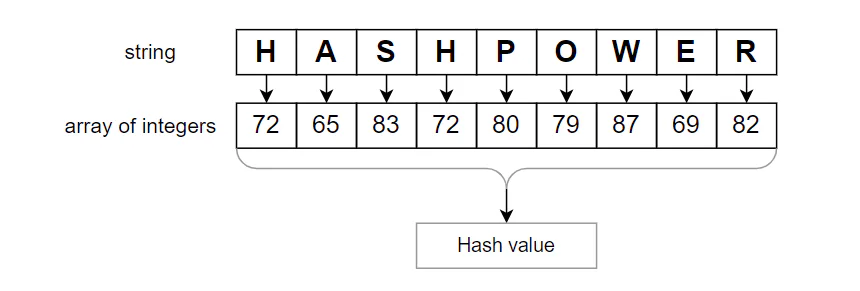 string H A S H P O W E R
array of integers 72 65 83 72 80 79 87 69 82
Hash value